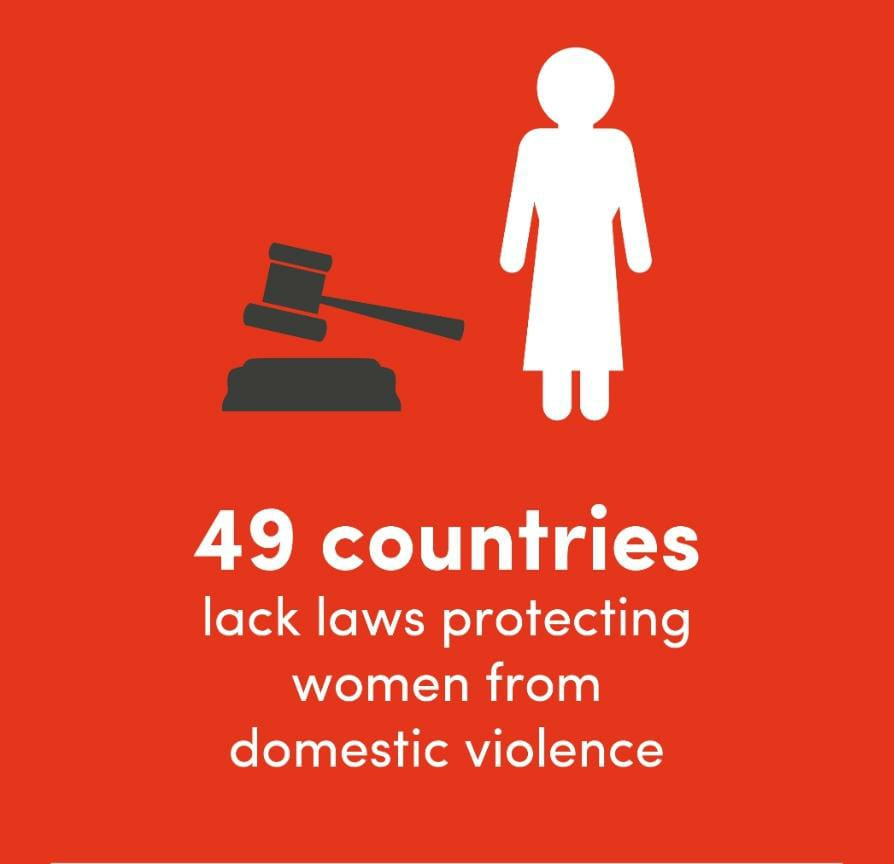 49 countries
lack laws protecting
women from
domestic violence